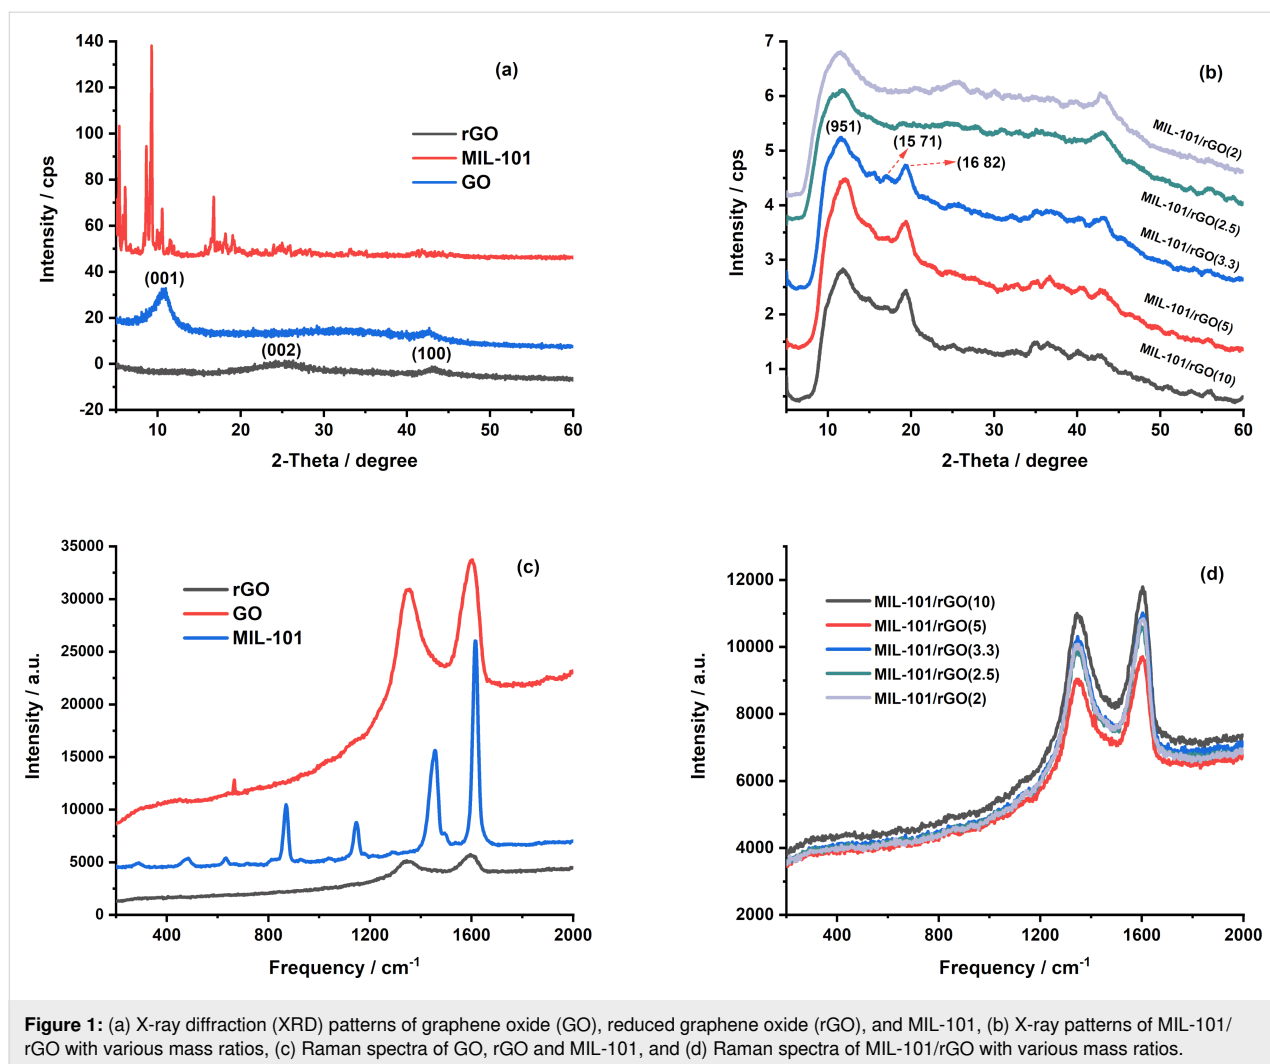 140
120
100
80
60
40
20
0
-20
Intensity / cps
(a)
rGO
MIL-101
GO
(001)
(002)
(100)
10
20
30
40
50
60
2-Theta / degree
7
6
5
4
3
2
1
Intensity / cps
(b)
MIL-101/rGO(2)
(951)
(15 71)
(16 82)
MIL-101/rGO(2.5)
MIL-101/rGO(3.3)
MIL-101/rGO(5)
MIL-101/rGO(10)
10
20
30
40
50
60
2-Theta / degree
35000
30000
25000
20000
15000
10000
5000
0
Intensity / a.u.
(c)
rGO
GO
MIL-101
400
800
1200
1600
2000
Frequency / cm⁻¹
12000
10000
8000
6000
4000
2000
Intensity / a.u.
(d)
MIL-101/rGO(10)
MIL-101/rGO(5)
MIL-101/rGO(3.3)
MIL-101/rGO(2.5)
MIL-101/rGO(2)
400
800
1200
1600
2000
Frequency / cm⁻¹
Figure 1: (a) X-ray diffraction (XRD) patterns of graphene oxide (GO), reduced graphene oxide (rGO), and MIL-101, (b) X-ray patterns of MIL-101/
rGO with various mass ratios, (c) Raman spectra of GO, rGO and MIL-101, and (d) Raman spectra of MIL-101/rGO with various mass ratios.